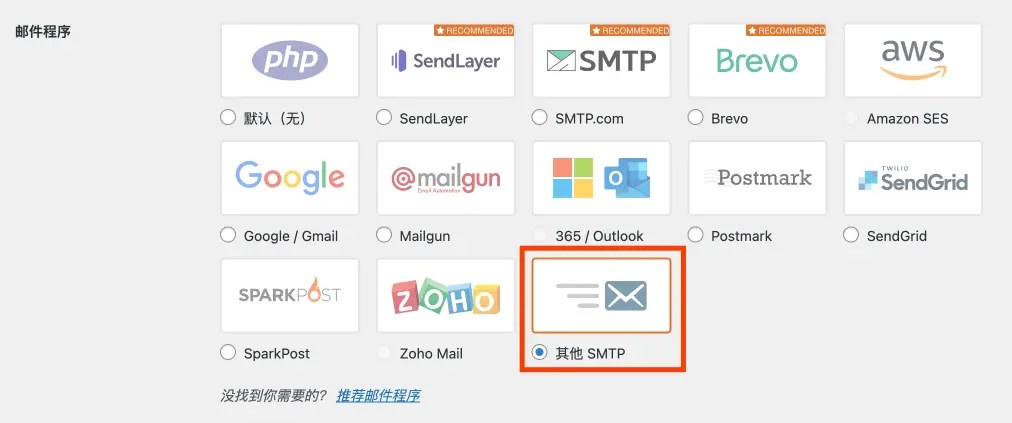 邮件程序
php
RECOMMENDED
SendLayer
RECOMMENDED
SMTP
RECOMMENDED
Brevo
aws
默认（无）
SendLayer
SMTP.com
Brevo
Amazon SES
Google
@mailgun
Email Automation
Postmark
TWILIO
SendGrid
Google / Gmail
Mailgun
365 / Outlook
Postmark
SendGrid
SPARKPOST
ZOHO
SparkPost
Zoho Mail
其他 SMTP
没找到你需要的？ 推荐邮件程序